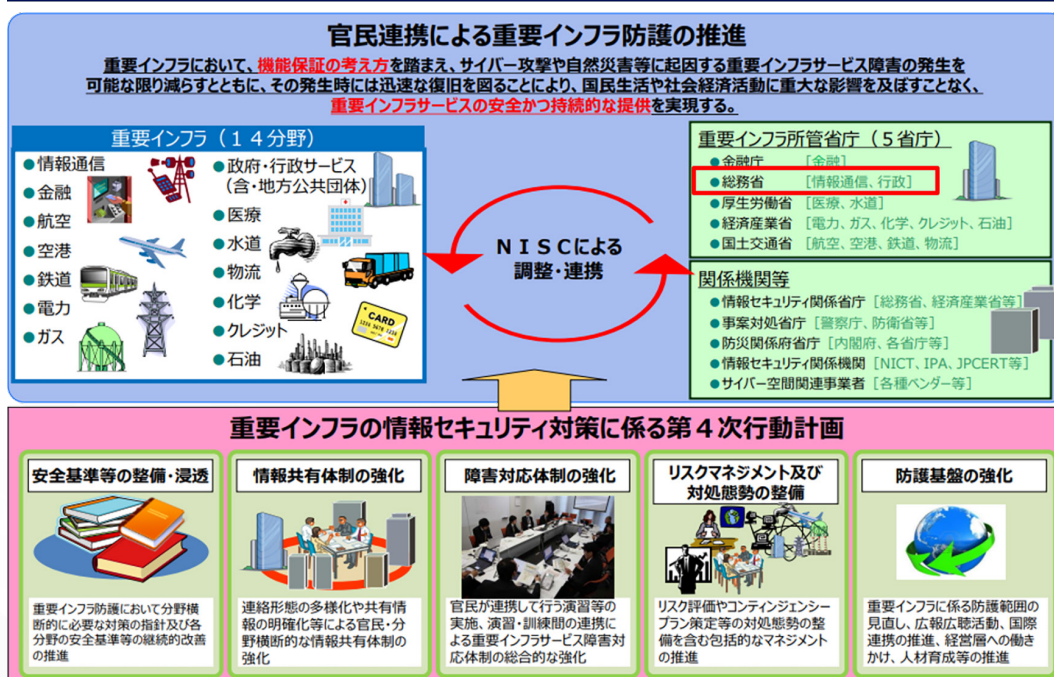 官民連携による重要インフラ防護の推進
重要インフラにおいて、機能保証の考え方を踏まえ、サイバー攻撃や自然災害等に起因する重要インフラサービス障害の発生を
可能な限り減らすとともに、その発生時には迅速な復旧を図ることにより、国民生活や社会経済活動に重大な影響を及ぼすことなく、
重要インフラサービスの安全かつ持続的な提供を実現する。
重要インフラ（１４分野）
●情報通信
●金融
●航空
●空港
●鉄道
●電力
●ガス
●政府・行政サービス
（含・地方公共団体）
●医療
●水道
●物流
●化学
●クレジット
●石油
CARD
ＮＩＳＣによる
調整・連携
重要インフラ所管省庁（５省庁）
●金融庁 ［金融］
●総務省 ［情報通信、行政］
●厚生労働省 ［医療、水道］
●経済産業省 ［電力、ガス、化学、クレジット、石油］
●国土交通省 ［航空、空港、鉄道、物流］
関係機関等
●情報セキュリティ関係省庁 ［総務省、経済産業省等］
●事案対処省庁 ［警察庁、防衛省等］
●防災関係府省庁 ［内閣府、各省庁等］
●情報セキュリティ関係機関 ［NICT、IPA、JPCERT等］
●サイバー空間関連事業者 ［各種ベンダー等］
重要インフラの情報セキュリティ対策に係る第４次行動計画
安全基準等の整備・浸透
重要インフラ防護において分野横
断的に必要な対策の指針及び各
分野の安全基準等の継続的改善
の推進
情報共有体制の強化
連絡形態の多様化や共有情
報の明確化等による官民・分
野横断的な情報共有体制の
強化
障害対応体制の強化
官民が連携して行う演習等の
実施、演習・訓練間の連携に
よる重要インフラサービス障害対
応体制の総合的な強化
リスクマネジメント及び
対処態勢の整備
リスク評価やコンティンジェンシー
プラン策定等の対処態勢の整
備を含む包括的なマネジメント
の推進
防護基盤の強化
重要インフラに係る防護範囲の
見直し、広報広聴活動、国際
連携の推進、経営層への働き
かけ、人材育成等の推進